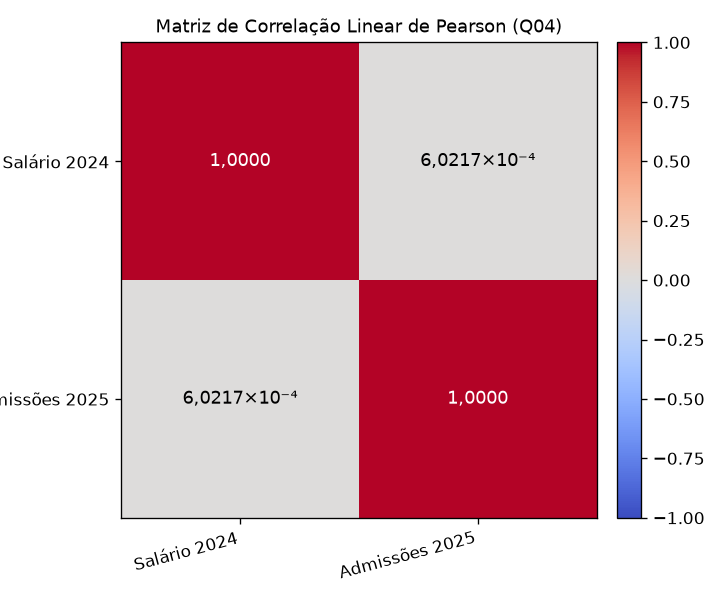 Matriz de Correlação Linear de Pearson (Q04)
Salário 2024
1,0000
6,0217×10⁻⁴
missões 2025
6,0217×10⁻⁴
1,0000
Salário 2024
Admissões 2025
1.00
0.75
0.50
0.25
0.00
−0.25
−0.50
−0.75
−1.00